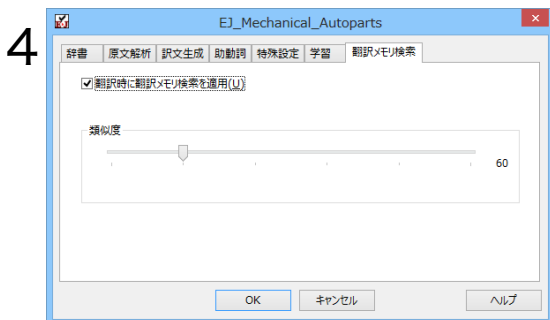 4
EJ
EJ_Mechanical_Autoparts
辞書 原文解析 訳文生成 助動詞 特殊設定 学習 翻訳メモリ検索
翻訳時に翻訳メモリ検索を適用(U)
類似度
60
OK キャンセル ヘルプ